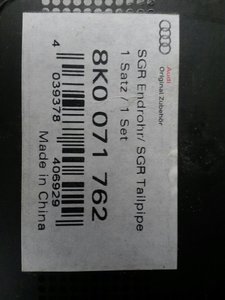 Audi
Original Zubehör
SGR Endrohr/ SGR Tailpipe
1 Satz / 1 Set
8K0 071 762
4 039378 406929
Made in China